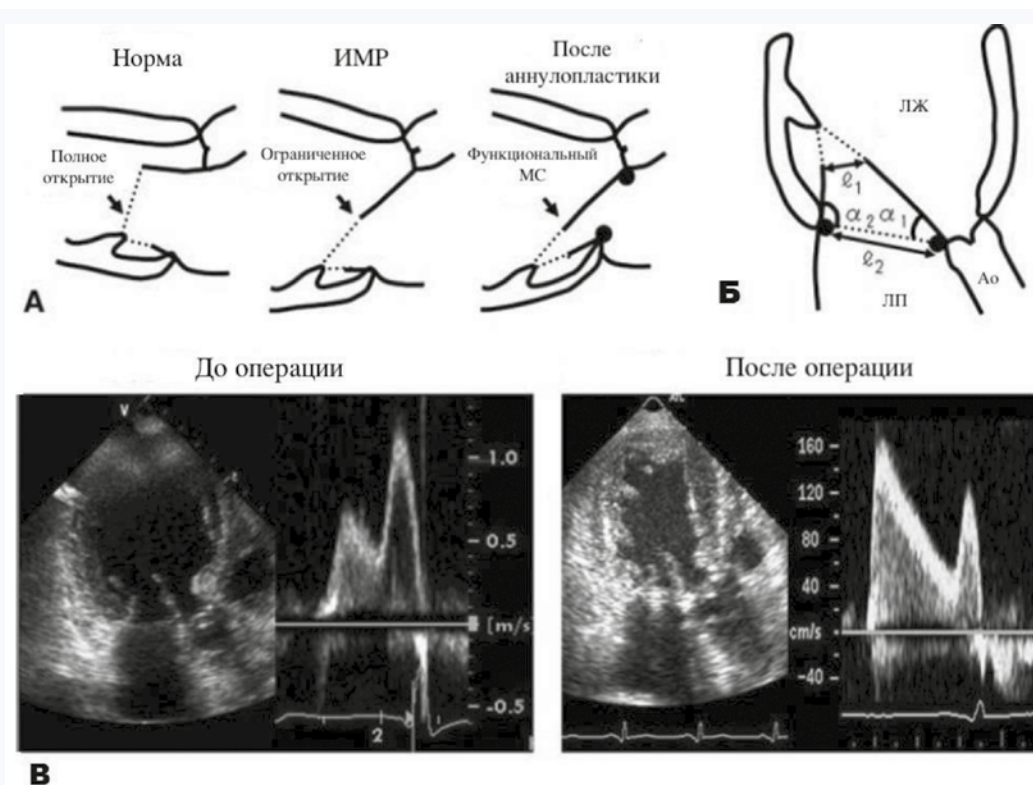 Норма
ИМР
После
аннулопластики
Полное
открытие
Ограниченное
открытие
Функциональный
МС
А
ЛЖ
ℓ1
α2 α1
ℓ2
Ао
ЛП
Б
До операции
После операции
V
1.0
0.5
[m/s
-0.5
2
160
120
80
40
cm/s
-40
В